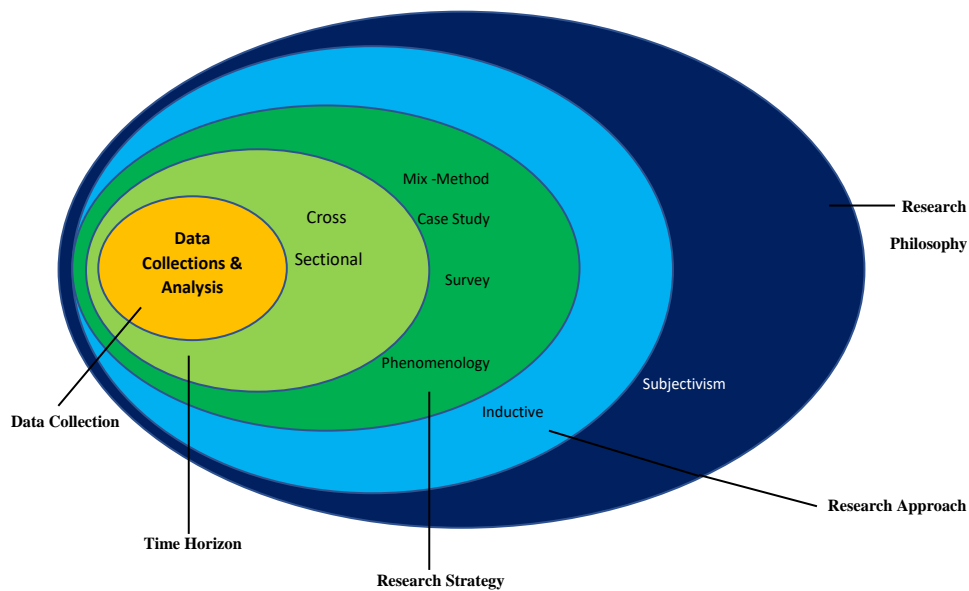 Mix -Method
Case Study
Cross
Sectional
Data
Collections &
Analysis
Survey
Phenomenology
Inductive
Subjectivism
Research
Philosophy
Data Collection
Time Horizon
Research Strategy
Research Approach